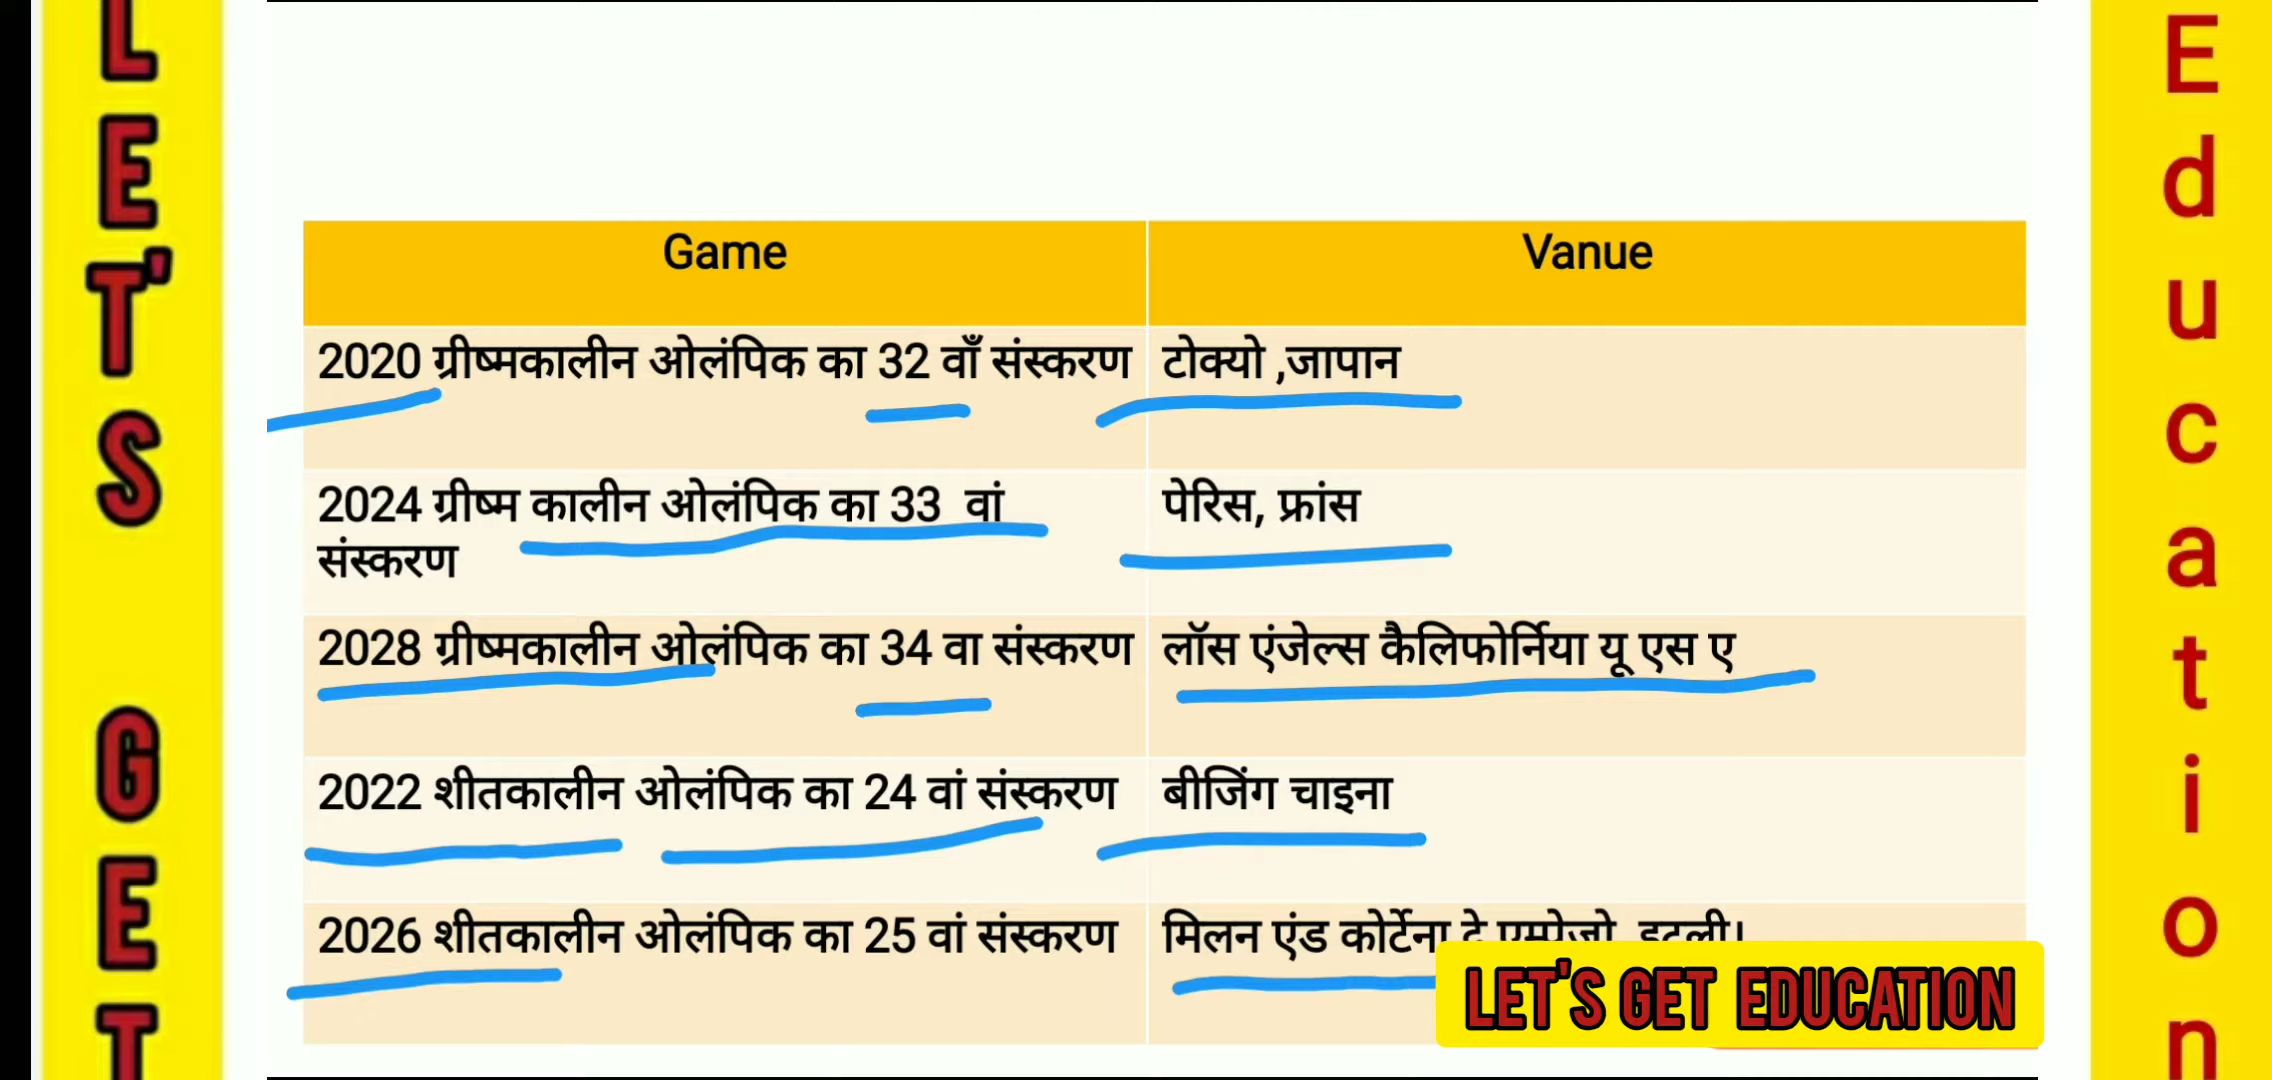 LET'S GET
Game Vanue
2020 ग्रीष्मकालीन ओलंपिक का 32 वाँ संस्करण टोक्यो ,जापान
2024 ग्रीष्म कालीन ओलंपिक का 33 वां
संस्करण
पेरिस, फ्रांस
2028 ग्रीष्मकालीन ओलंपिक का 34 वा संस्करण लॉस एंजेल्स कैलिफोर्निया यू एस ए
2022 शीतकालीन ओलंपिक का 24 वां संस्करण बीजिंग चाइना
2026 शीतकालीन ओलंपिक का 25 वां संस्करण मिलन एंड कोर्टेना दे इटली।
LET'S GET EDUCATION
Education